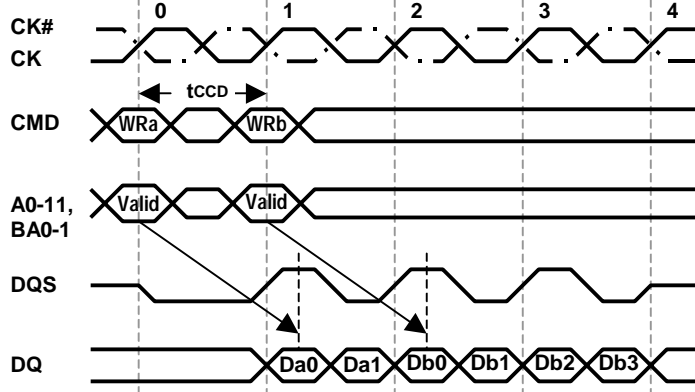 0 1 2 3 4
CK#
CK
tCCD
CMD WRa WRb
A0-11, Valid Valid
BA0-1
DQS
DQ Da0 Da1 Db0 Db1 Db2 Db3